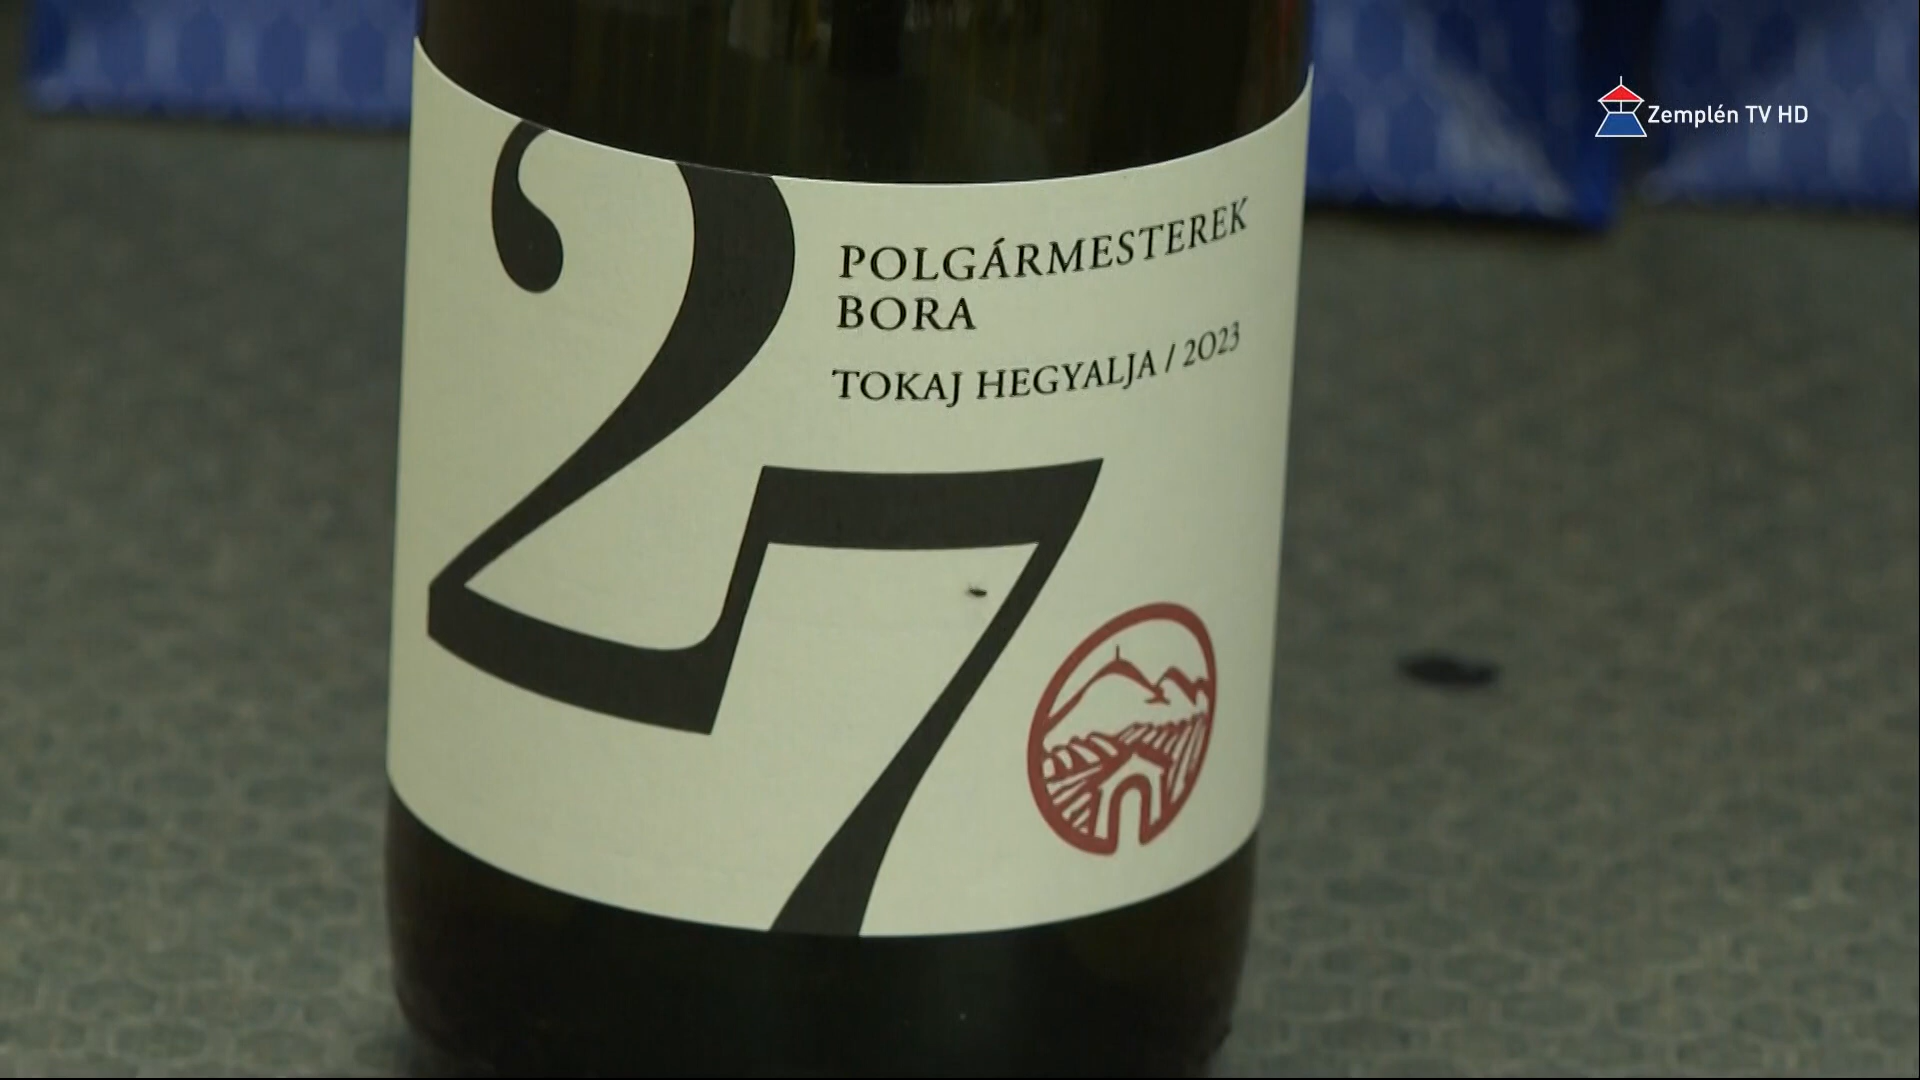 Zemplén TV HD
27
POLGÁRMESTEREK
BORA
TOKAJ HEGYALJA / 2023